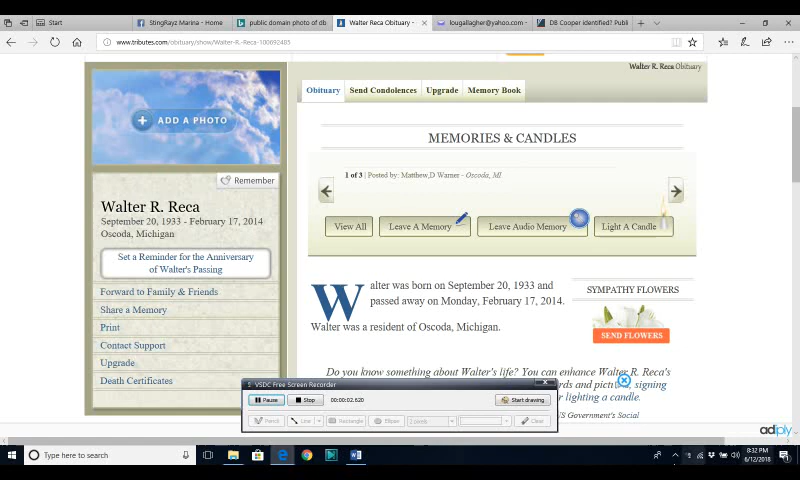 Start
StingRayz Marina - Home
public domain photo of db
Walter Reca Obituary -
lougallagher@yahoo.com -
DB Cooper identified? Publi
www.tributes.com/obituary/show/Walter-R.-Reca-100692485
Walter R. Reca Obituary
ADD A PHOTO
Remember
Walter R. Reca
September 20, 1933 - February 17, 2014
Oscoda, Michigan
Set a Reminder for the Anniversary
of Walter's Passing
Forward to Family & Friends
Share a Memory
Print
Contact Support
Upgrade
Death Certificates
Obituary Send Condolences Upgrade Memory Book
MEMORIES & CANDLES
1 of 3 | Posted by: Matthew,D Warner - Oscoda, MI
View All Leave A Memory Leave Audio Memory Light A Candle
Walter was born on September 20, 1933 and
passed away on Monday, February 17, 2014.
Walter was a resident of Oscoda, Michigan.
SYMPATHY FLOWERS
SEND FLOWERS
Do you know something about Walter's life? You can enhance Walter R. Reca's
signing
lighting a candle.
US Government's Social
VSDC Free Screen Recorder
Pause Stop 00:00:02.620 Start drawing
Pencil Line Rectangle Ellipse 2 pixels Clear
adiply
Type here to search
8:32 PM
6/12/2018